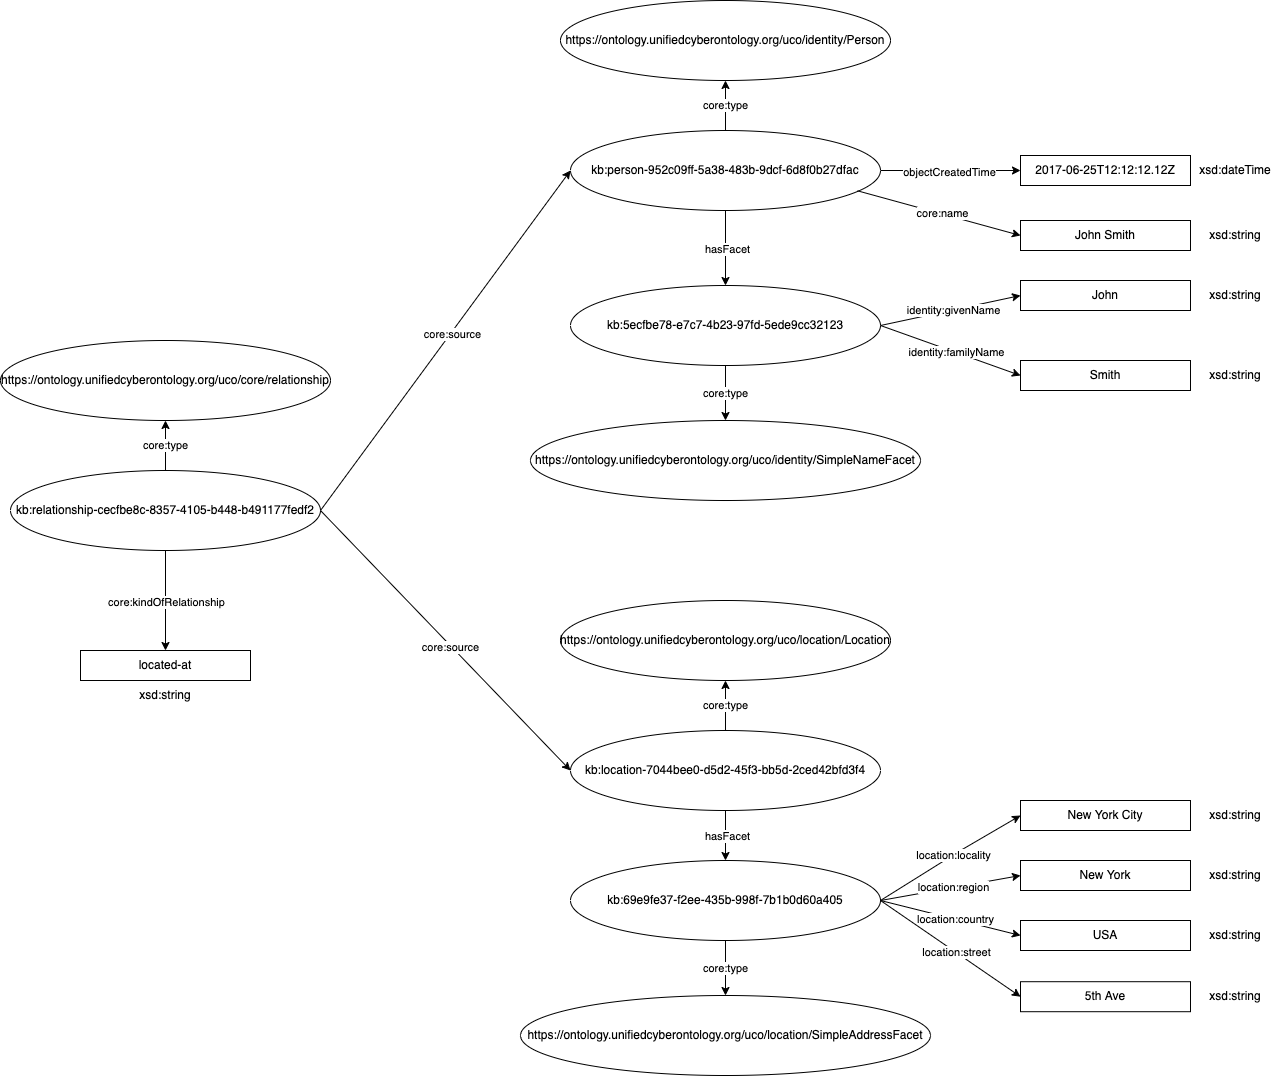 https://ontology.unifiedcyberontology.org/uco/identity/Person
core:type
kb:person-952c09ff-5a38-483b-9dcf-6d8f0b27dfac
objectCreatedTime
2017-06-25T12:12:12.12Z
xsd:dateTime
core:name
John Smith
xsd:string
hasFacet
kb:5ecfbe78-e7c7-4b23-97fd-5ede9cc32123
identity:givenName
John
xsd:string
identity:familyName
Smith
xsd:string
core:type
https://ontology.unifiedcyberontology.org/uco/identity/SimpleNameFacet
core:source
https://ontology.unifiedcyberontology.org/uco/core/relationship
core:type
kb:relationship-cecfbe8c-8357-4105-b448-b491177fedf2
core:kindOfRelationship
located-at
xsd:string
core:source
https://ontology.unifiedcyberontology.org/uco/location/Location
core:type
kb:location-7044bee0-d5d2-45f3-bb5d-2ced42bfd3f4
hasFacet
kb:69e9fe37-f2ee-435b-998f-7b1b0d60a405
location:locality
New York City
xsd:string
location:region
New York
xsd:string
location:country
USA
xsd:string
location:street
5th Ave
xsd:string
core:type
https://ontology.unifiedcyberontology.org/uco/location/SimpleAddressFacet